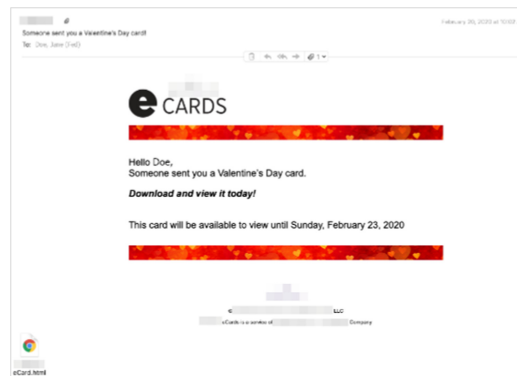 February 20, 2020 at 10:00
Someone sent you a Valentine's Day card!
To: Doe, Jane (Fed)
1
e CARDS
Hello Doe,
Someone sent you a Valentine's Day card.
Download and view it today!
This card will be available to view until Sunday, February 23, 2020
LLC
eCards is a service of
Company
eCard.html